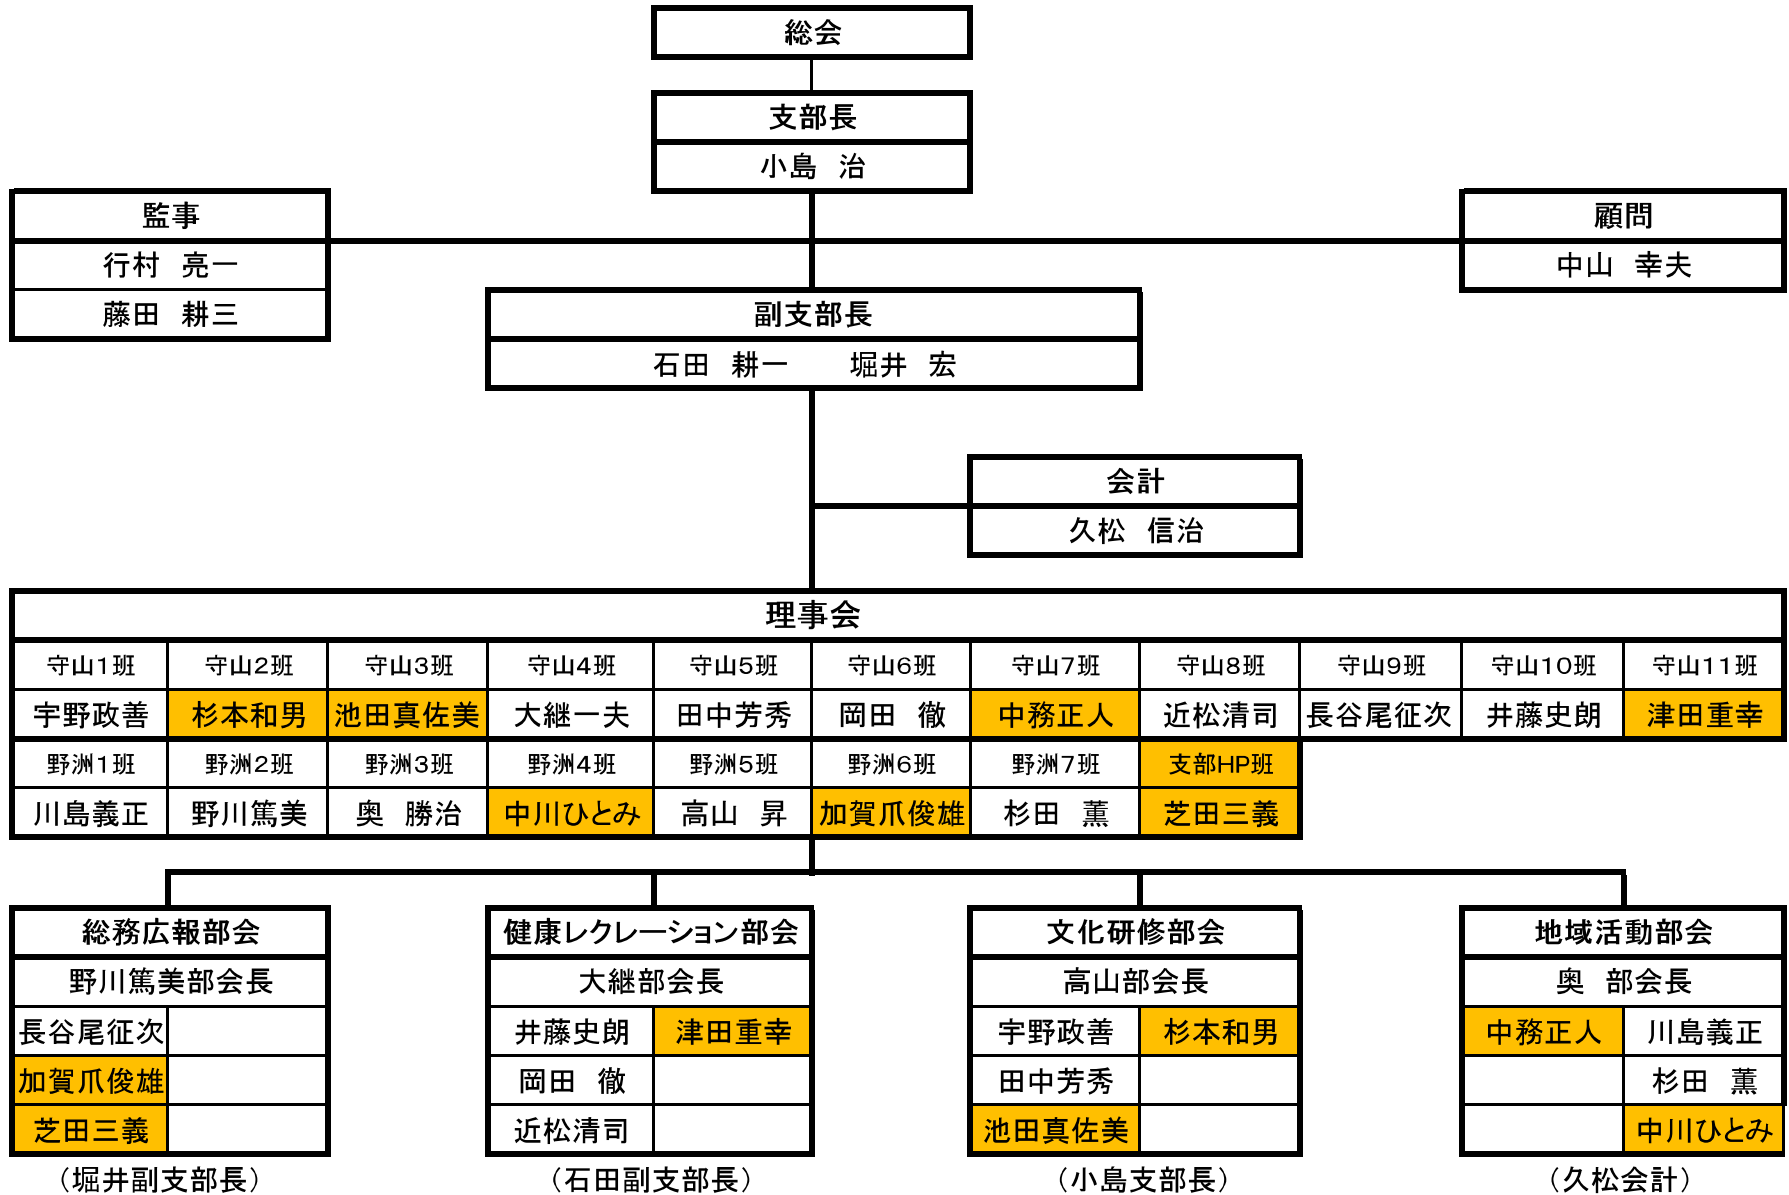 総会
支部長
小島　治
監事
顧問
行村　亮一
中山　幸夫
藤田　耕三
副支部長
石田　耕一　　堀井　宏
会計
久松　信治
理事会
守山1班 守山2班 守山3班 守山4班 守山5班 守山6班 守山7班 守山8班 守山9班 守山10班 守山11班
宇野政善 杉本和男 池田真佐美 大継一夫 田中芳秀 岡田　徹 中務正人 近松清司 長谷尾征次 井藤史朗 津田重幸
野洲1班 野洲2班 野洲3班 野洲4班 野洲5班 野洲6班 野洲7班 支部HP班
川島義正 野川篤美 奥　勝治 中川ひとみ 高山　昇 加賀爪俊雄 杉田　薫 芝田三義
総務広報部会
野川篤美部会長
長谷尾征次
加賀爪俊雄
芝田三義
（堀井副支部長）
健康レクレーション部会
大継部会長
井藤史朗 津田重幸
岡田　徹
近松清司
（石田副支部長）
文化研修部会
高山部会長
宇野政善 杉本和男
田中芳秀
池田真佐美
（小島支部長）
地域活動部会
奥　部会長
中務正人 川島義正
杉田　薫
中川ひとみ
（久松会計）